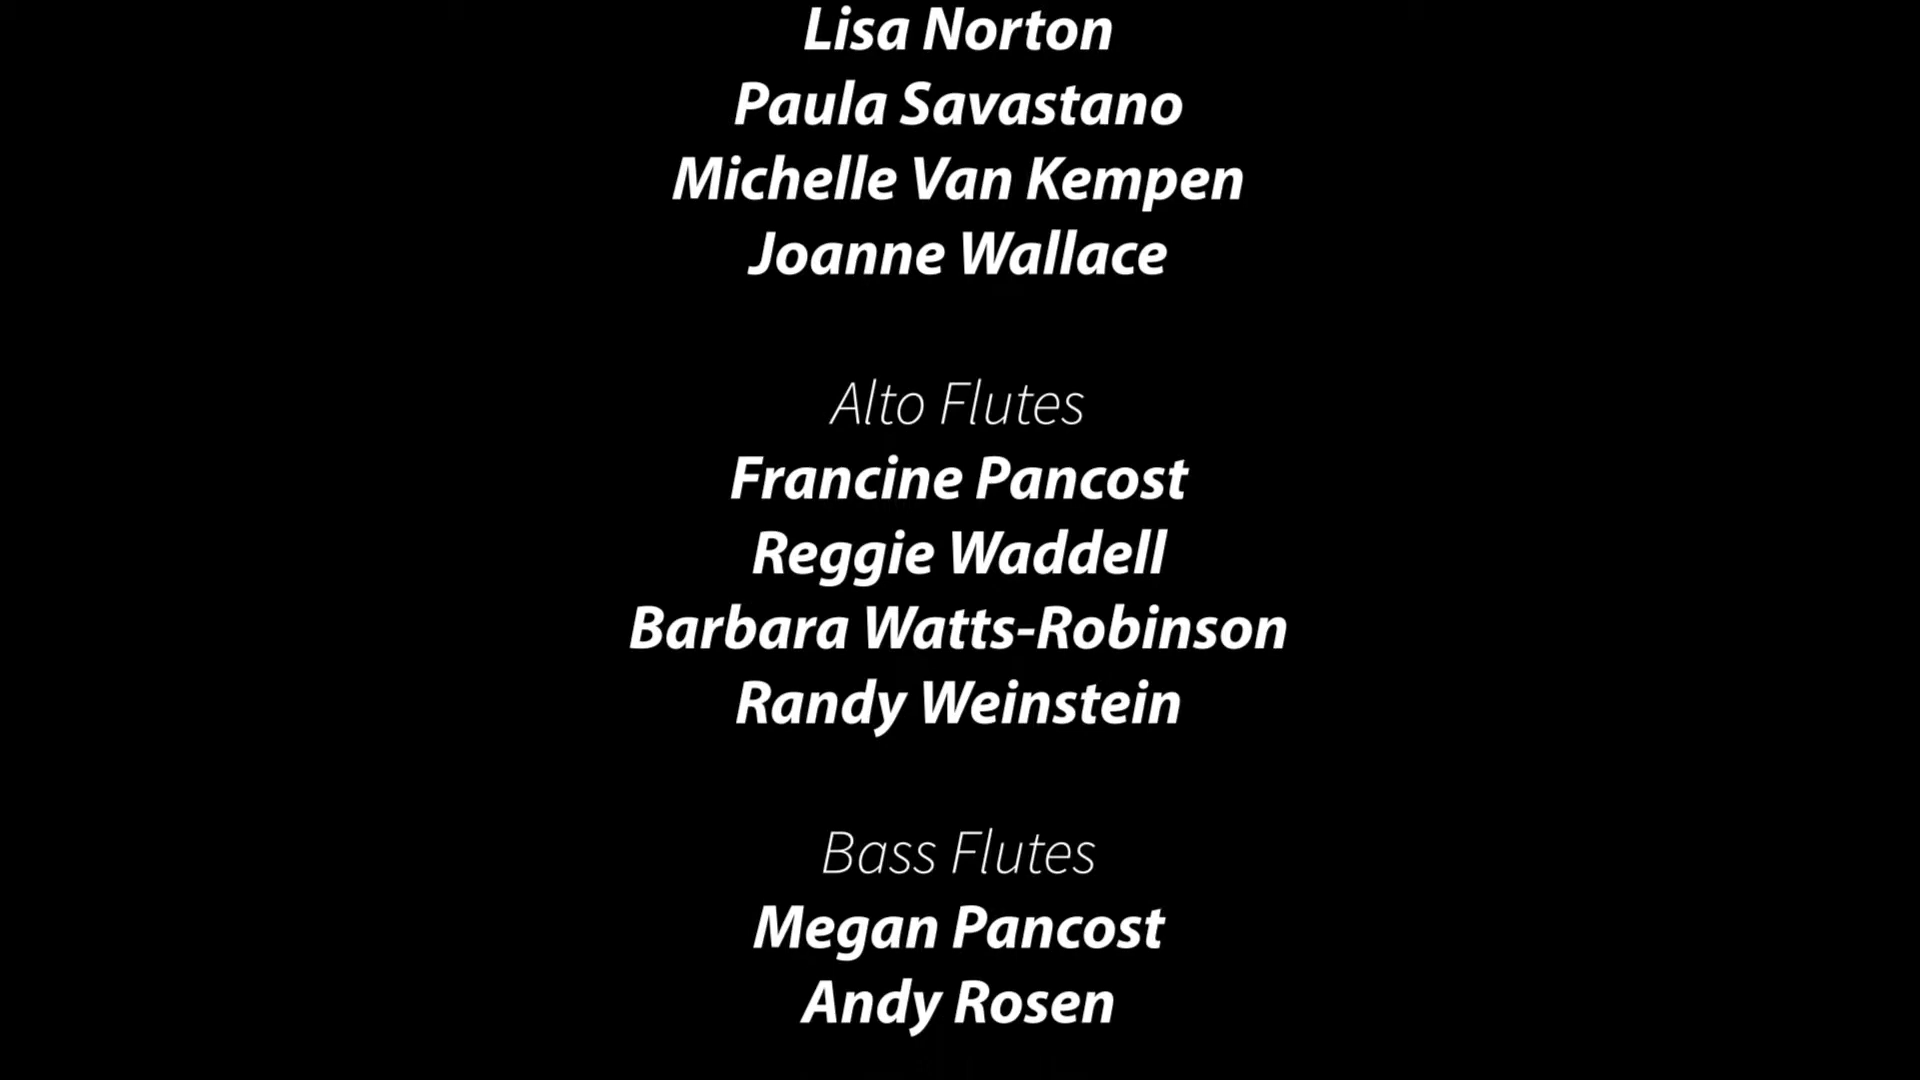 Lisa Norton
Paula Savastano
Michelle Van Kempen
Joanne Wallace
Alto Flutes
Francine Pancost
Reggie Waddell
Barbara Watts-Robinson
Randy Weinstein
Bass Flutes
Megan Pancost
Andy Rosen